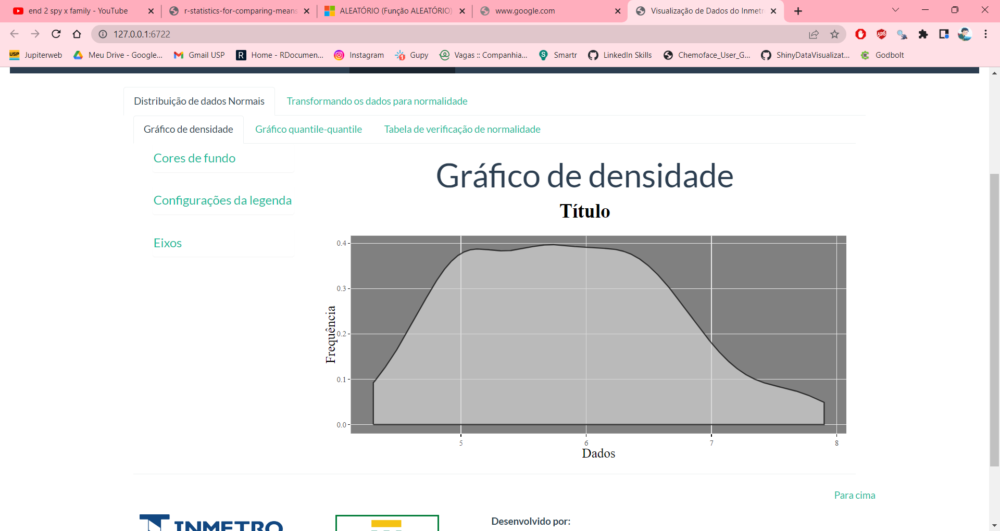 end 2 spy x family - YouTube
r-statistics-for-comparing-means
ALEATÓRIO (Função ALEATÓRIO)
www.google.com
Visualização de Dados do Inmetr
127.0.0.1:6722
USP Jupiterweb
Meu Drive - Google...
Gmail USP
R Home - RDocumen...
Instagram
Gupy
Vagas :: Companhia...
S Smartr
LinkedIn Skills
Chemoface_User_G...
ShinyDataVisualizat...
Godbolt
Distribuição de dados Normais
Transformando os dados para normalidade
Gráfico de densidade
Gráfico quantile-quantile
Tabela de verificação de normalidade
Cores de fundo
Configurações da legenda
Eixos
Gráfico de densidade
Título
Frequência
0.4
0.3
0.2
0.1
0.0
5
6
7
8
Dados
Para cima
INMETRO
Desenvolvido por: